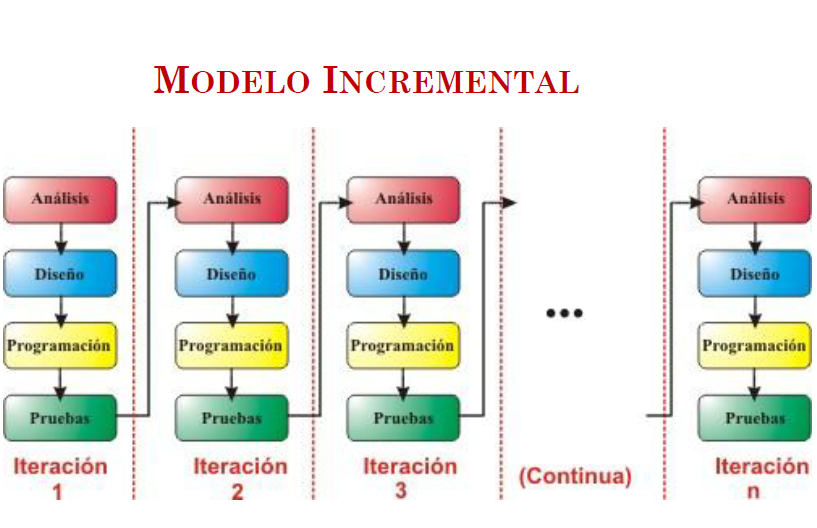 MODELO INCREMENTAL
Análisis
Diseño
Programación
Pruebas
Iteración
1
Análisis
Diseño
Programación
Pruebas
Iteración
2
Análisis
Diseño
Programación
Pruebas
Iteración
3
...
(Continua)
Análisis
Diseño
Programación
Pruebas
Iteración
n